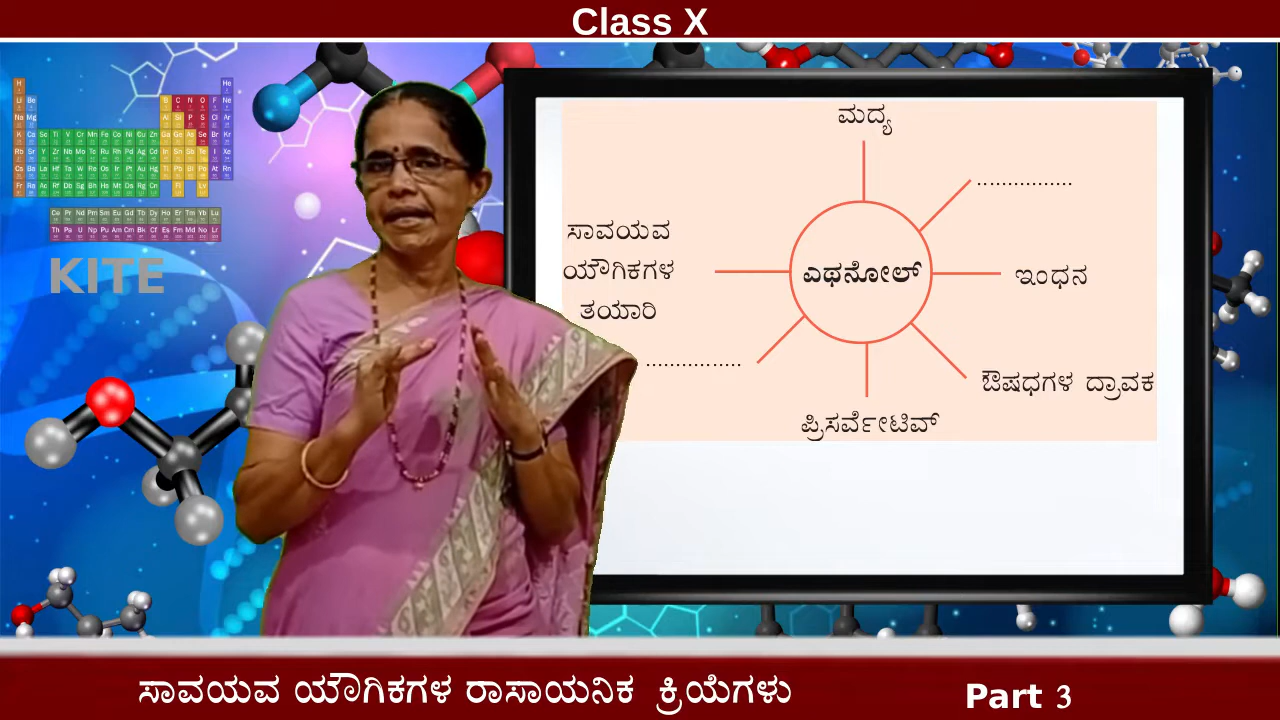 Class X
KITE
ಮದ್ಯ
...............
ಸಾವಯವ
ಯೌಗಿಕಗಳ
ತಯಾರಿ
ಎಥನೋಲ್
ಇಂಧನ
...............
ಔಷಧಗಳ ದ್ರಾವಕ
ಪ್ರಿಸರ್ವೇಟಿವ್
ಸಾವಯವ ಯೌಗಿಕಗಳ ರಾಸಾಯನಿಕ ಕ್ರಿಯೆಗಳು
Part 3